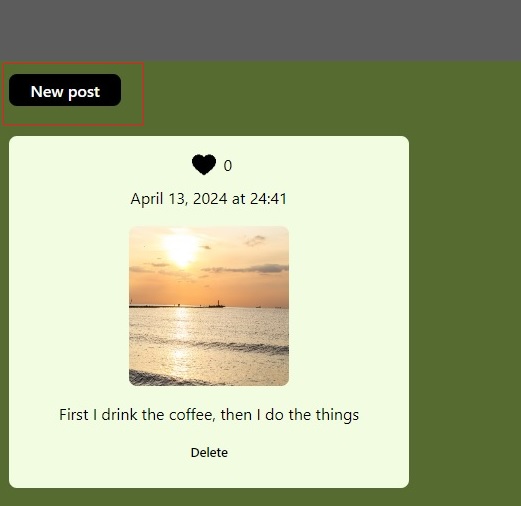 New post
0
April 13, 2024 at 24:41
First I drink the coffee, then I do the things
Delete